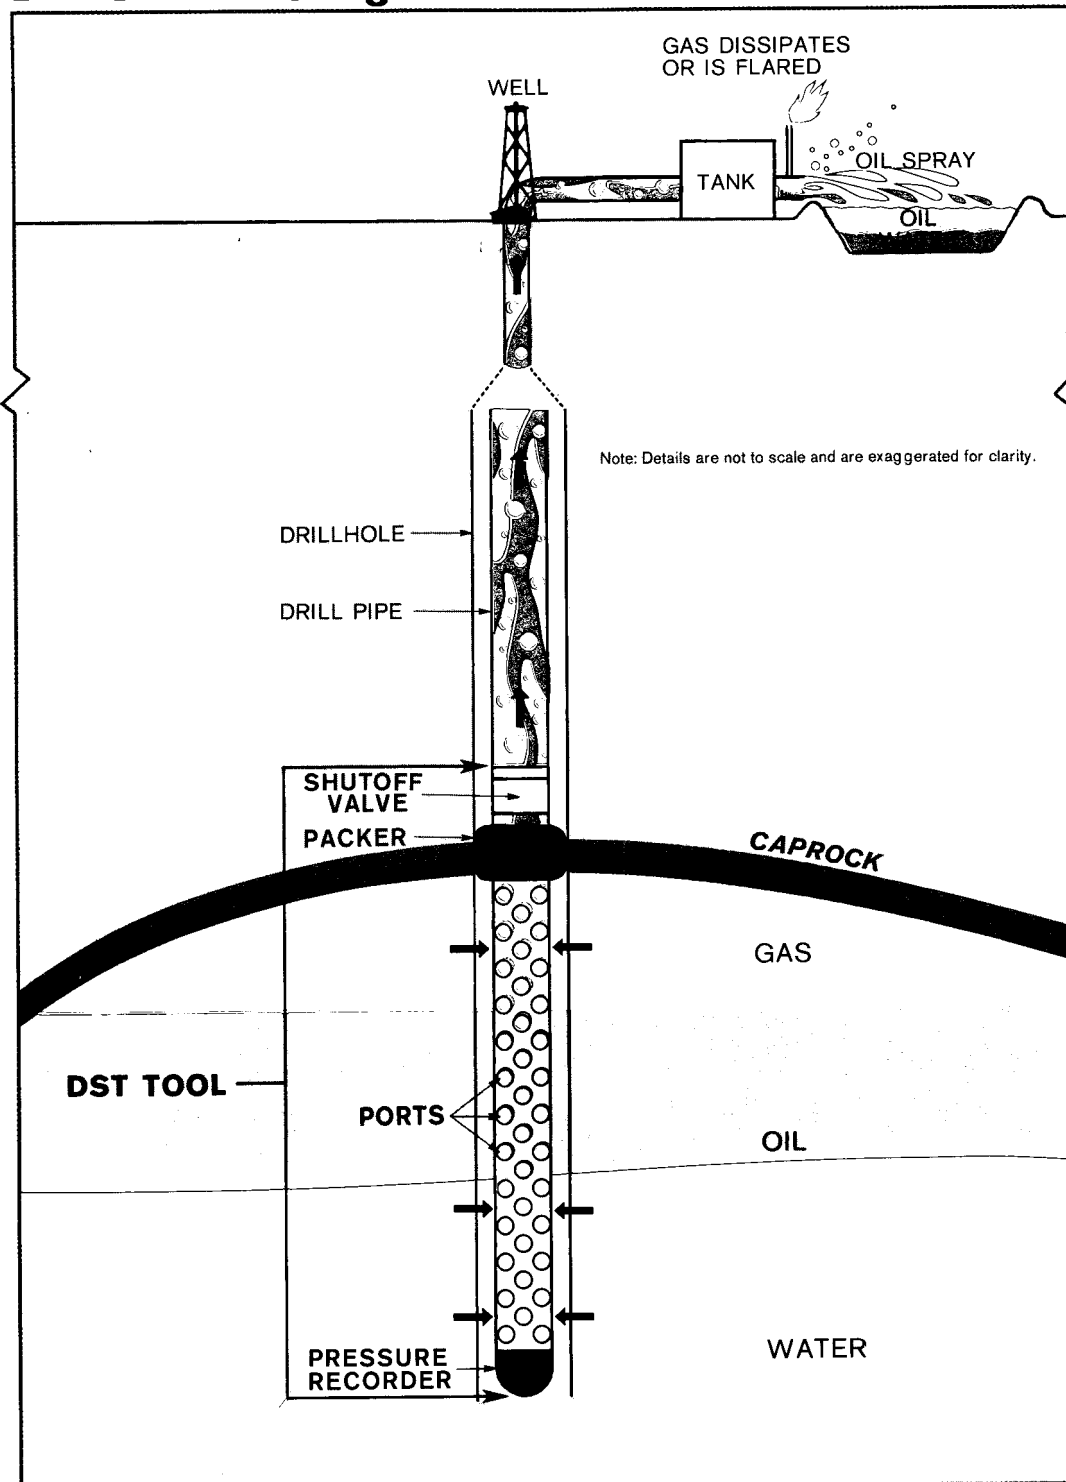 GAS DISSIPATES
OR IS FLARED
WELL
OIL SPRAY
TANK
OIL
Note: Details are not to scale and are exaggerated for clarity.
DRILLHOLE
DRILL PIPE
SHUTOFF
VALVE
PACKER
CAPROCK
GAS
DST TOOL
PORTS
OIL
WATER
PRESSURE
RECORDER